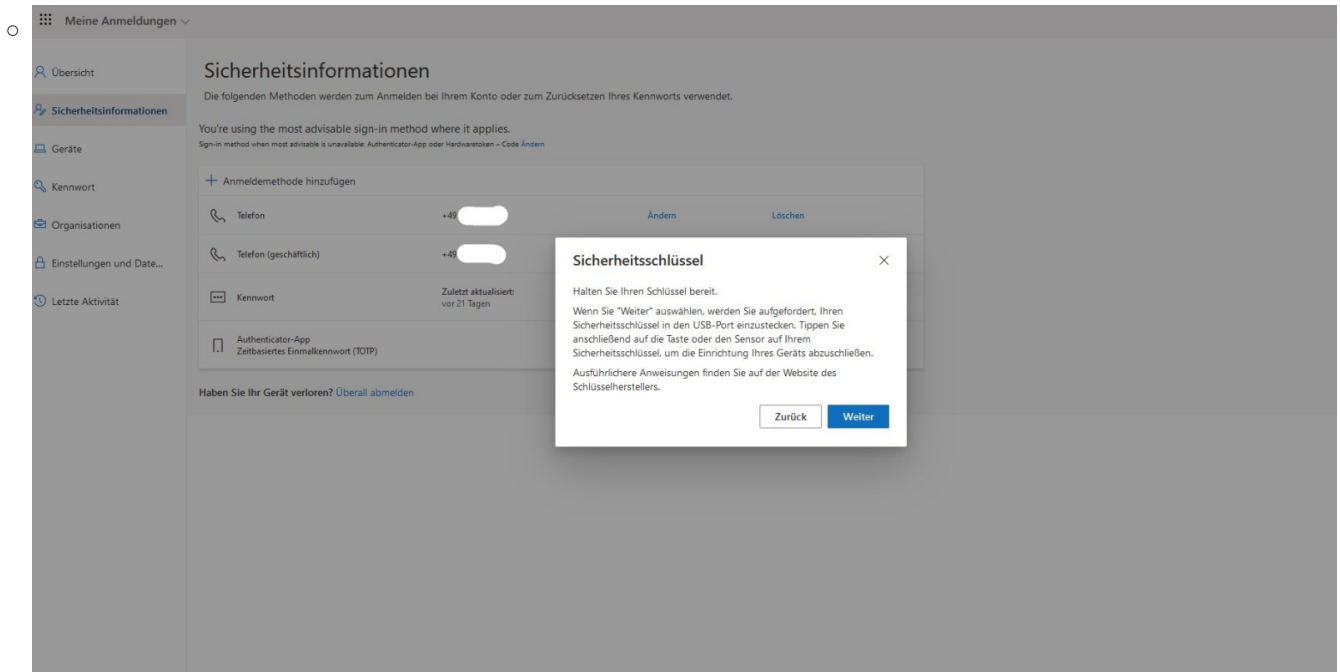 Meine Anmeldungen
Übersicht
Sicherheitsinformationen
Geräte
Kennwort
Organisationen
Einstellungen und Date...
Letzte Aktivität
Sicherheitsinformationen
Die folgenden Methoden werden zum Anmelden bei Ihrem Konto oder zum Zurücksetzen Ihres Kennworts verwendet.
You're using the most advisable sign-in method where it applies.
Sign-in method when most advisable is unavailable: Authenticator-App oder Hardwaretoken – Code Ändern
+ Anmeldemethode hinzufügen
Telefon +49 Ändern Löschen
Telefon (geschäftlich) +49
Kennwort Zuletzt aktualisiert:
vor 21 Tagen
Authenticator-App
Zeitbasiertes Einmalkennwort (TOTP)
Haben Sie Ihr Gerät verloren? Überall abmelden
Sicherheitsschlüssel
Halten Sie Ihren Schlüssel bereit.
Wenn Sie "Weiter" auswählen, werden Sie aufgefordert, Ihren
Sicherheitsschlüssel in den USB-Port einzustecken. Tippen Sie
anschließend auf die Taste oder den Sensor auf Ihrem
Sicherheitsschlüssel, um die Einrichtung Ihres Geräts abzuschließen.
Ausführlichere Anweisungen finden Sie auf der Website des
Schlüsselherstellers.
Zurück Weiter